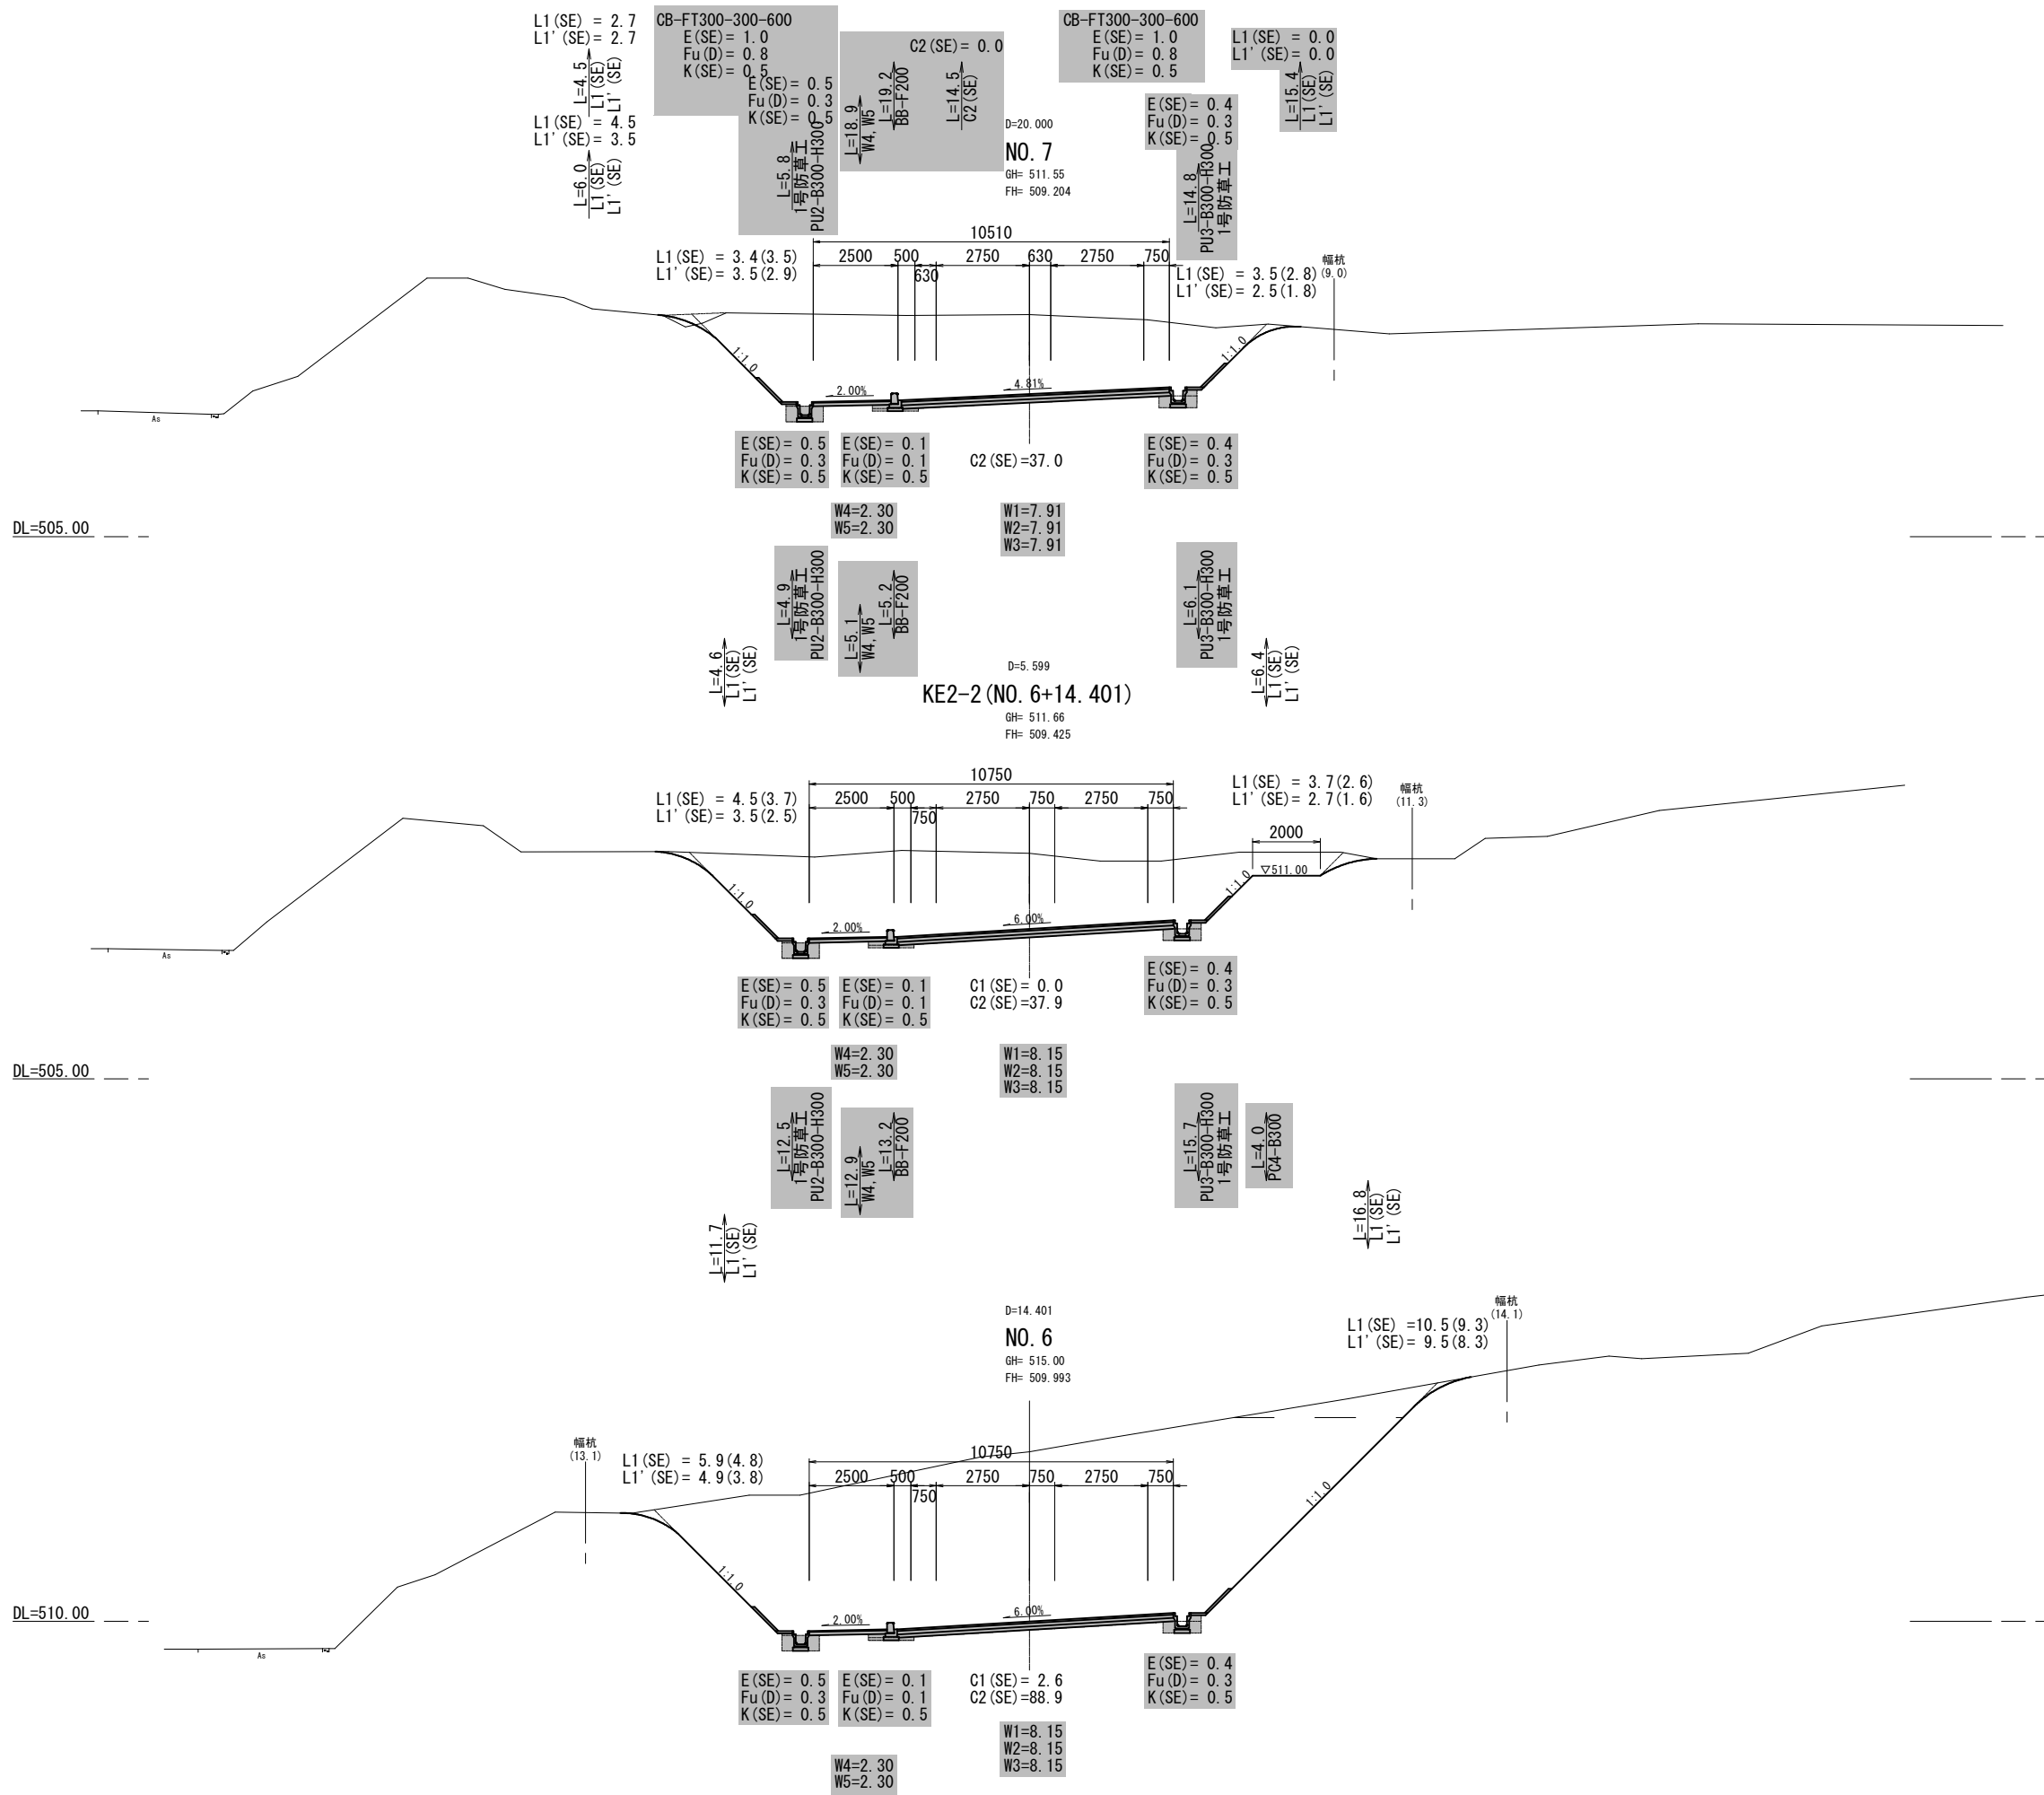 L1(SE) = 2.7
L1'(SE)= 2.7
L=4.5
L1(SE)
L1'(SE)
L1(SE) = 4.5
L1'(SE)= 3.5
L=6.0
L1(SE)
L1'(SE)
CB-FT300-300-600
E(SE)= 1.0
Fu(D)= 0.8
K(SE)= 0.5
E(SE)= 0.5
Fu(D)= 0.3
K(SE)= 0.5
L=5.8
1号防草工
PU2-B300-H300
C2(SE)= 0.0
L=18.9
W4,W5
L=19.2
BB-F200
L=14.5
C2(SE)
CB-FT300-300-600
E(SE)= 1.0
Fu(D)= 0.8
K(SE)= 0.5
L1(SE) = 0.0
L1'(SE)= 0.0
L=15.4
L1(SE)
L1'(SE)
E(SE)= 0.4
Fu(D)= 0.3
K(SE)= 0.5
L=14.8
PU3-B300-H300
1号防草工
D=20.000
NO.7
GH= 511.55
FH= 509.204
10510
2500 500 2750 630 2750 750
630
L1(SE) = 3.4(3.5)
L1'(SE)= 3.5(2.9)
L1(SE) = 3.5(2.8)
L1'(SE)= 2.5(1.8)
幅杭
(9.0)
1:1.0
1:1.0
2.00%
4.81%
As
E(SE)= 0.5
Fu(D)= 0.3
K(SE)= 0.5
E(SE)= 0.1
Fu(D)= 0.1
K(SE)= 0.5
C2(SE)=37.0
E(SE)= 0.4
Fu(D)= 0.3
K(SE)= 0.5
W4=2.30
W5=2.30
W1=7.91
W2=7.91
W3=7.91
DL=505.00
L=4.9
1号防草工
PU2-B300-H300
L=5.1
W4,W5
L=5.2
BB-F200
L=6.1
PU3-B300-H300
1号防草工
L=4.6
L1(SE)
L1'(SE)
L=6.4
L1(SE)
L1'(SE)
D=5.599
KE2-2(NO.6+14.401)
GH= 511.66
FH= 509.425
10750
2500 500 2750 750 2750 750
750
L1(SE) = 4.5(3.7)
L1'(SE)= 3.5(2.5)
L1(SE) = 3.7(2.6)
L1'(SE)= 2.7(1.6)
幅杭
(11.3)
2000
▽511.00
1:1.0
1:1.0
2.00%
6.00%
As
E(SE)= 0.5
Fu(D)= 0.3
K(SE)= 0.5
E(SE)= 0.1
Fu(D)= 0.1
K(SE)= 0.5
C1(SE)= 0.0
C2(SE)=37.9
E(SE)= 0.4
Fu(D)= 0.3
K(SE)= 0.5
W4=2.30
W5=2.30
W1=8.15
W2=8.15
W3=8.15
DL=505.00
L=12.5
1号防草工
PU2-B300-H300
L=12.9
W4,W5
L=13.2
BB-F200
L=15.7
PU3-B300-H300
1号防草工
L=4.0
PC4-B300
L=11.7
L1(SE)
L1'(SE)
L=16.8
L1(SE)
L1'(SE)
D=14.401
NO.6
GH= 515.00
FH= 509.993
10750
2500 500 2750 750 2750 750
750
幅杭
(13.1)
L1(SE) = 5.9(4.8)
L1'(SE)= 4.9(3.8)
L1(SE) =10.5(9.3)
L1'(SE)= 9.5(8.3)
幅杭
(14.1)
1:1.0
1:1.0
2.00%
6.00%
DL=510.00
As
E(SE)= 0.5
Fu(D)= 0.3
K(SE)= 0.5
E(SE)= 0.1
Fu(D)= 0.1
K(SE)= 0.5
C1(SE)= 2.6
C2(SE)=88.9
E(SE)= 0.4
Fu(D)= 0.3
K(SE)= 0.5
W1=8.15
W2=8.15
W3=8.15
W4=2.30
W5=2.30